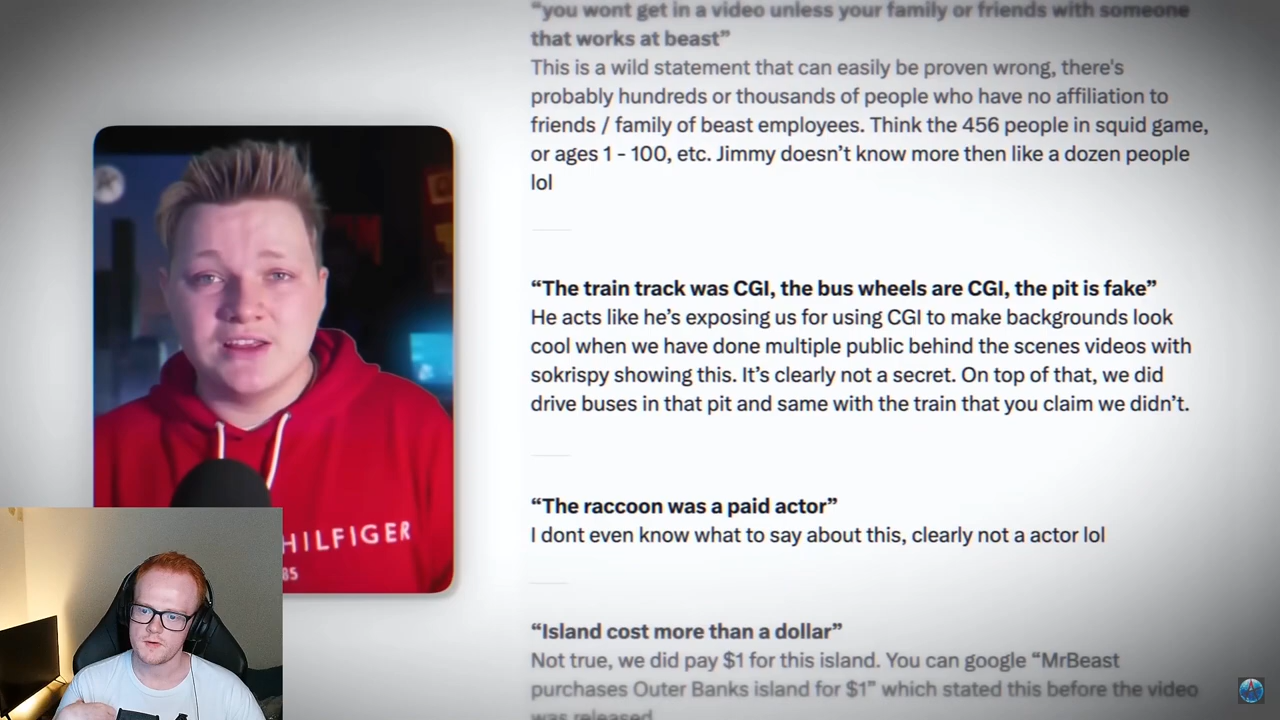 “you wont get in a video unless your family or friends with someone
that works at beast”
This is a wild statement that can easily be proven wrong, there's
probably hundreds or thousands of people who have no affiliation to
friends / family of beast employees. Think the 456 people in squid game,
or ages 1 - 100, etc. Jimmy doesn’t know more then like a dozen people
lol
“The train track was CGI, the bus wheels are CGI, the pit is fake”
He acts like he’s exposing us for using CGI to make backgrounds look
cool when we have done multiple public behind the scenes videos with
sokrispy showing this. It’s clearly not a secret. On top of that, we did
drive buses in that pit and same with the train that you claim we didn’t.
“The raccoon was a paid actor”
I dont even know what to say about this, clearly not a actor lol
“Island cost more than a dollar”
Not true, we did pay $1 for this island. You can google “MrBeast
purchases Outer Banks island for $1” which stated this before the video
was released
HILFIGER
85